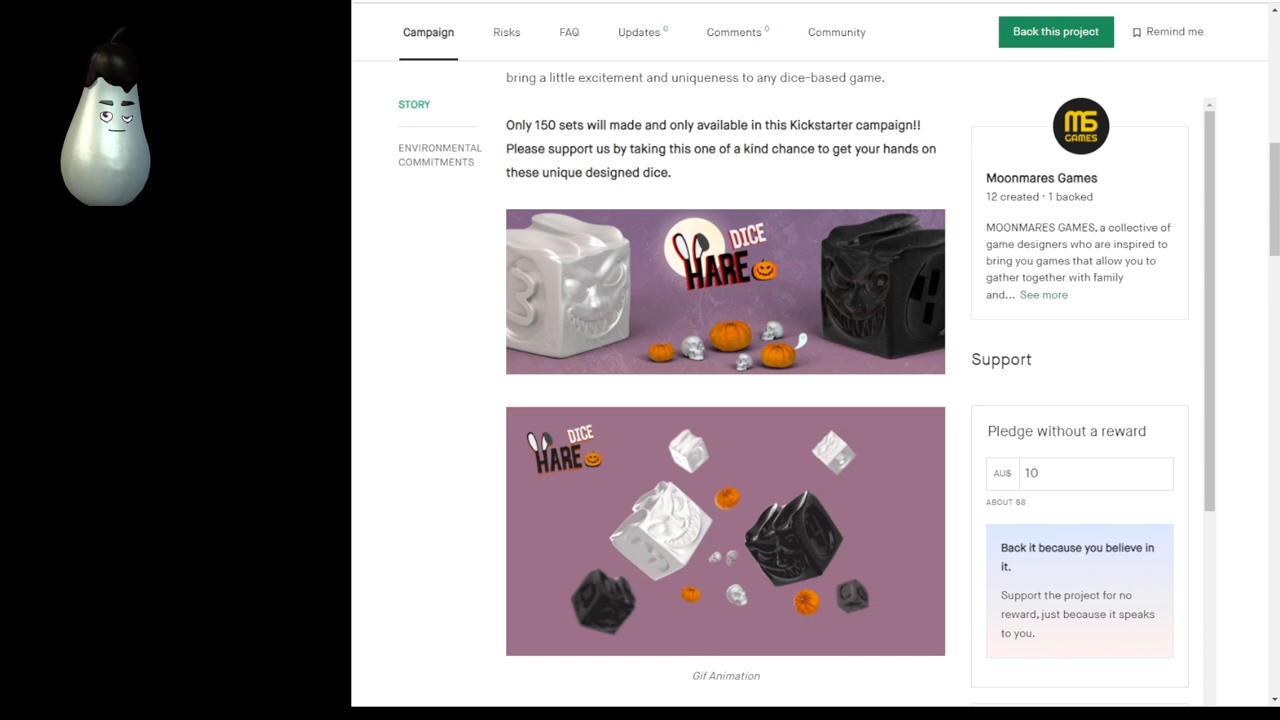 Campaign
Risks
FAQ
Updates 0
Comments 0
Community
Back this project
Remind me
bring a little excitement and uniqueness to any dice-based game.
STORY
ENVIRONMENTAL
COMMITMENTS
Only 150 sets will made and only available in this Kickstarter campaign!!
Please support us by taking this one of a kind chance to get your hands on
these unique designed dice.
DICE
HARE
3
4
DICE
HARE
Gif Animation
MG
GAMES
Moonmares Games
12 created · 1 backed
MOONMARES GAMES, a collective of
game designers who are inspired to
bring you games that allow you to
gather together with family
and... See more
Support
Pledge without a reward
AU$ 10
ABOUT $8
Back it because you believe in
it.
Support the project for no
reward, just because it speaks
to you.